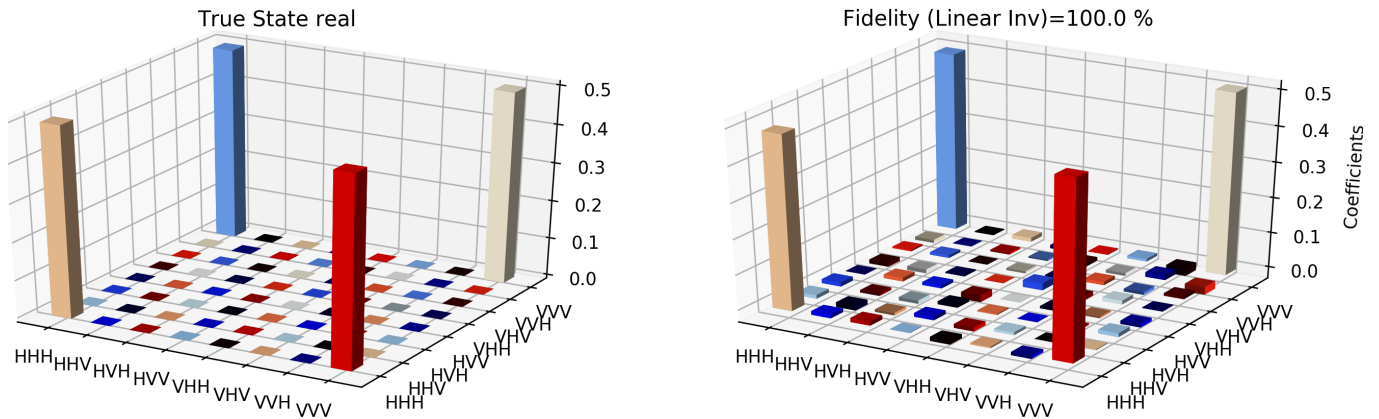 True State real
0.5
0.4
0.3
0.2
0.1
0.0
HHH
HHV
HVH
HVV
VHH
VHV
VVH
VVV
HHH
HHV
HVH
HVV
VHH
VHV
VVH
VVV
Fidelity (Linear Inv)=100.0 %
0.5
0.4
0.3
0.2
0.1
0.0
Coefficients
HHH
HHV
HVH
HVV
VHH
VHV
VVH
VVV
HHH
HHV
HVH
HVV
VHH
VHV
VVH
VVV